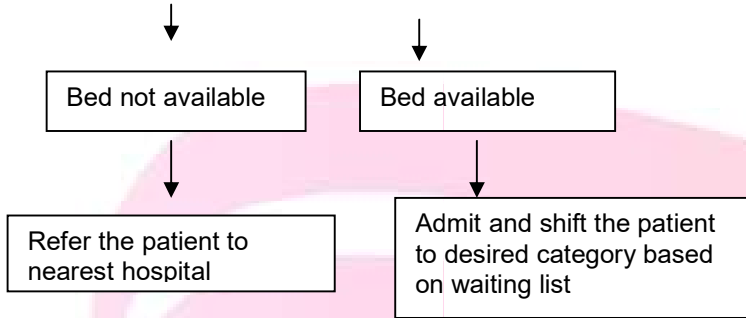 Bed not available
Bed available
Refer the patient to
nearest hospital
Admit and shift the patient
to desired category based
on waiting list